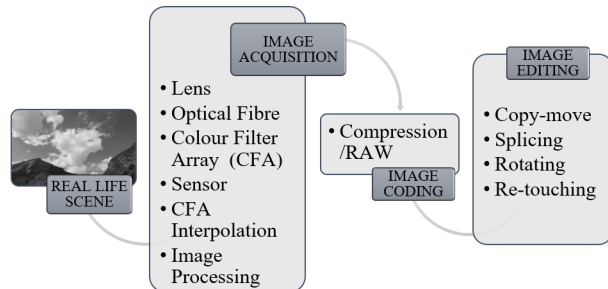 REAL LIFE
SCENE
IMAGE
ACQUISITION
• Lens
• Optical Fibre
• Colour Filter
Array (CFA)
• Sensor
• CFA
Interpolation
• Image
Processing
• Compression
/RAW
IMAGE
CODING
IMAGE
EDITING
• Copy-move
• Splicing
• Rotating
• Re-touching